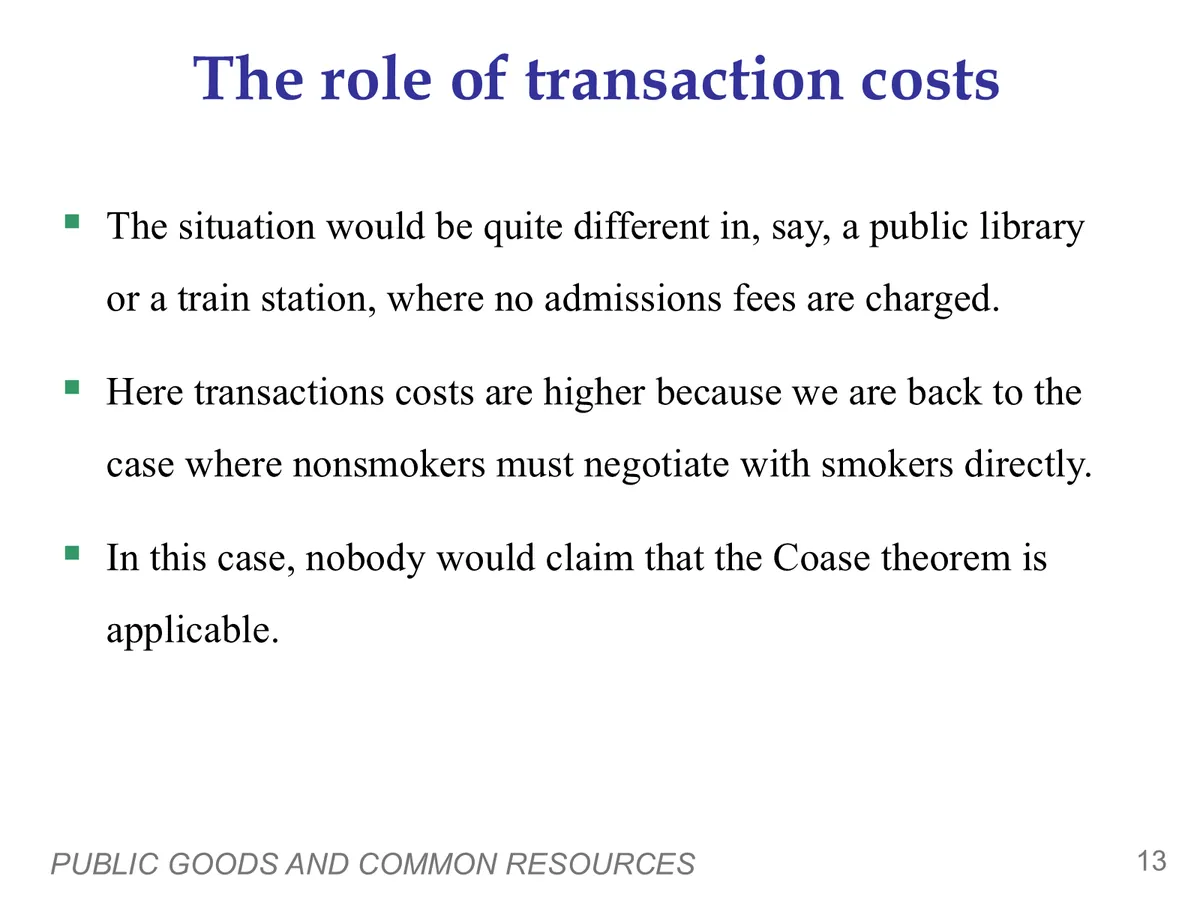 The role of transaction costs
The situation would be quite different in, say, a public library
or a train station, where no admissions fees are charged.
Here transactions costs are higher because we are back to the
case where nonsmokers must negotiate with smokers directly.
In this case, nobody would claim that the Coase theorem is
applicable.
PUBLIC GOODS AND COMMON RESOURCES
13